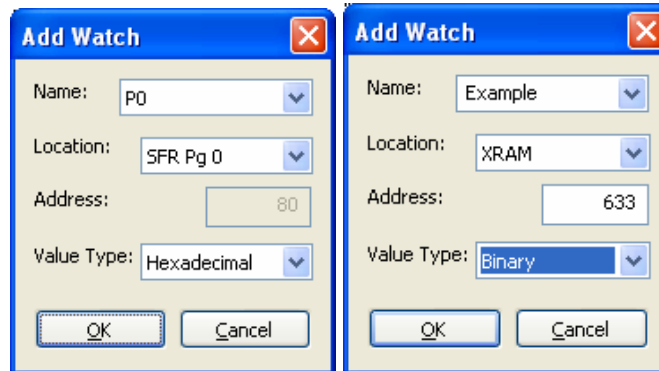 Add Watch
Name: P0
Location: SFR Pg 0
Address: 80
Value Type: Hexadecimal
OK Cancel
Add Watch
Name: Example
Location: XRAM
Address: 633
Value Type: Binary
OK Cancel